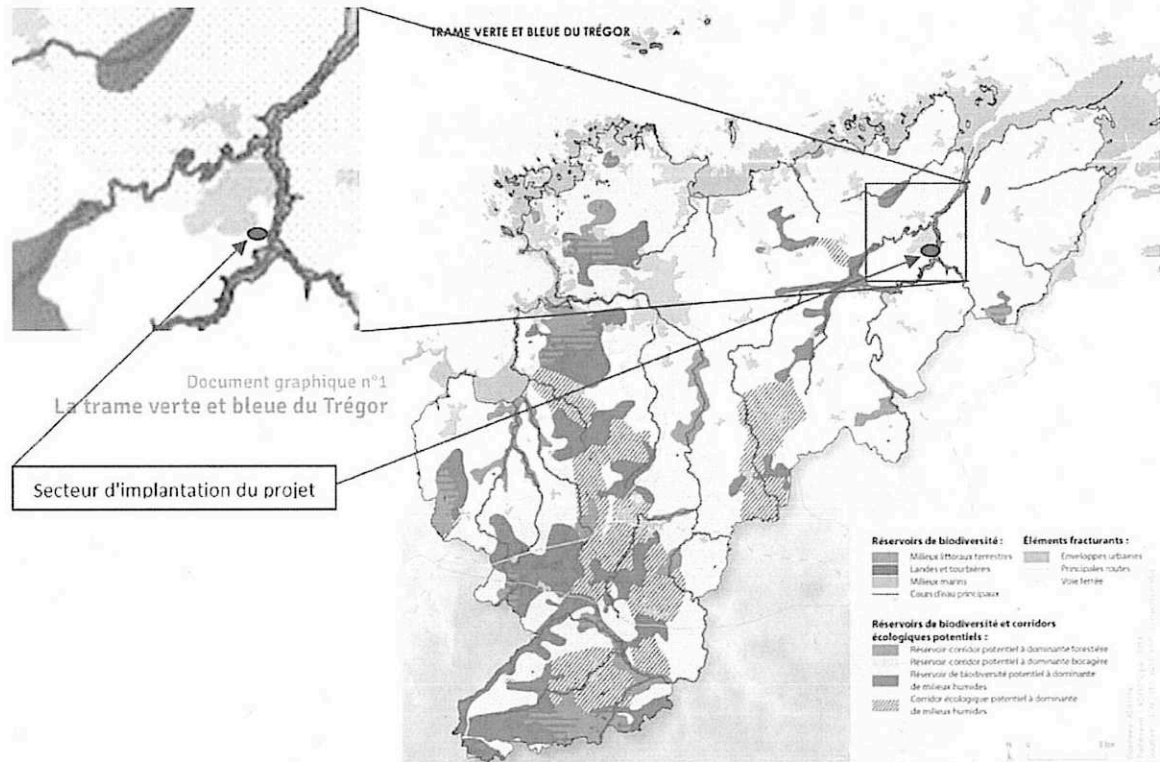 TRAME VERTE ET BLEUE DU TRÉGOR
Document graphique n°1
La trame verte et bleue du Trégor
Secteur d'implantation du projet
Réservoirs de biodiversité :
Milieux littoraux terrestres
Landes et tourbières
Milieux marins
Cours d'eau principaux
Éléments fracturants :
Enveloppes urbaines
Principales routes
Voie ferrée
Réservoirs de biodiversité et corridors
écologiques potentiels :
Réservoir-corridor potentiel à dominante forestière
Réservoir-corridor potentiel à dominante bocagère
Réservoir de biodiversité potentiel à dominante
de milieux humides
Corridor écologique potentiel à dominante
de milieux humides
N
0